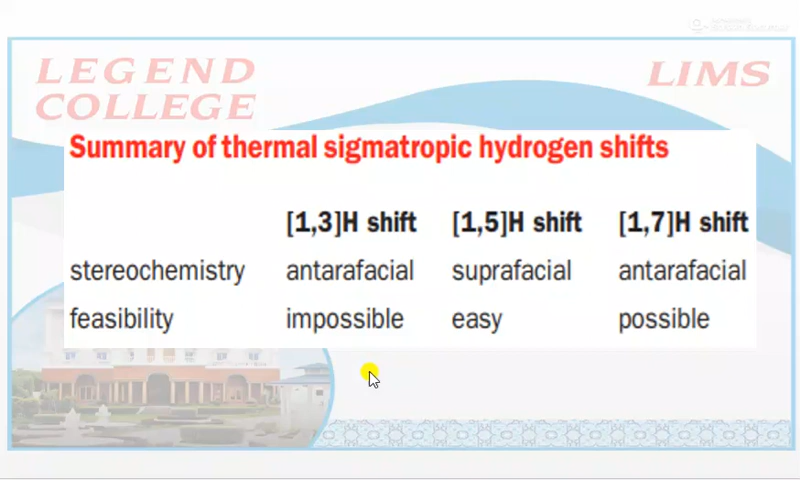 LEGEND
COLLEGE
LIMS
Summary of thermal sigmatropic hydrogen shifts
[1,3]H shift [1,5]H shift [1,7]H shift
stereochemistry antarafacial suprafacial antarafacial
feasibility impossible easy possible